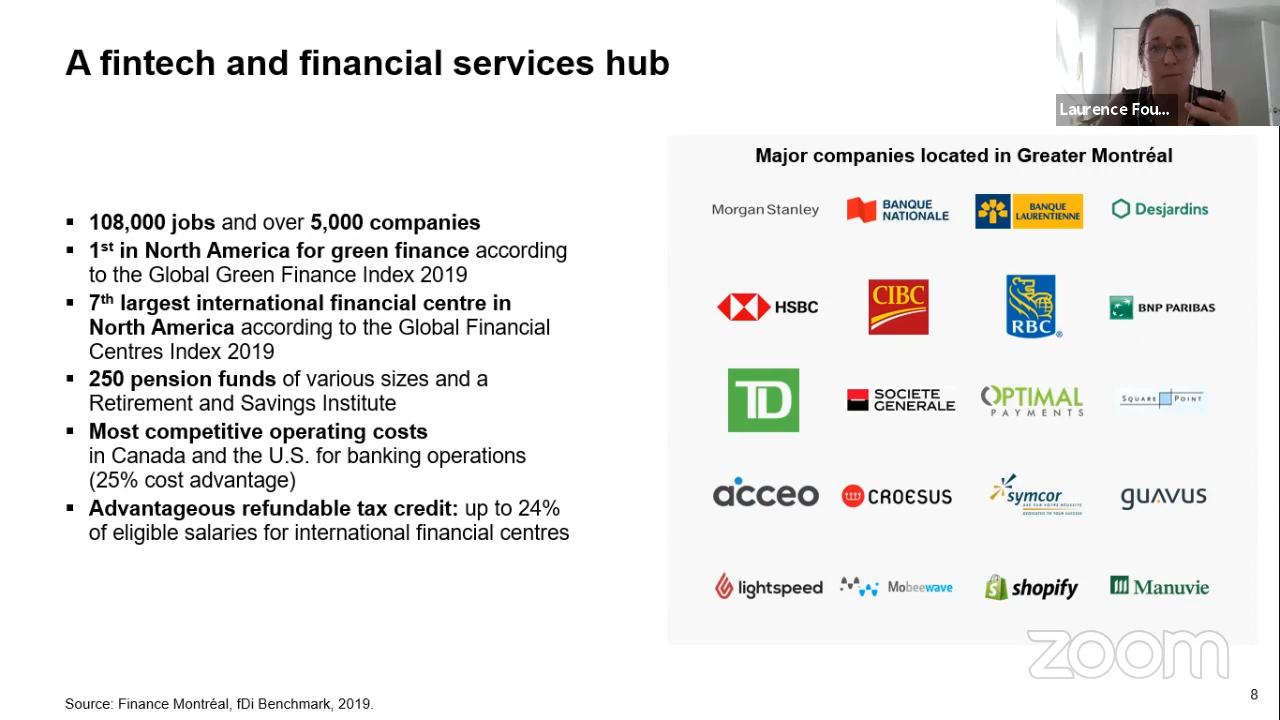 A fintech and financial services hub
Laurence Fou...
Major companies located in Greater Montréal
▪ 108,000 jobs and over 5,000 companies
▪ 1st in North America for green finance according
to the Global Green Finance Index 2019
▪ 7th largest international financial centre in
North America according to the Global Financial
Centres Index 2019
▪ 250 pension funds of various sizes and a
Retirement and Savings Institute
▪ Most competitive operating costs
in Canada and the U.S. for banking operations
(25% cost advantage)
▪ Advantageous refundable tax credit: up to 24%
of eligible salaries for international financial centres
Morgan Stanley
BANQUE
NATIONALE
BANQUE
LAURENTIENNE
Desjardins
HSBC
CIBC
RBC
BNP PARIBAS
TD
SOCIETE
GENERALE
OPTIMAL
PAYMENTS
SQUARE POINT
acceo
CROESUS
symcor
guavus
lightspeed
Mobeewave
shopify
Manuvie
zoom
Source: Finance Montréal, fDi Benchmark, 2019.
8